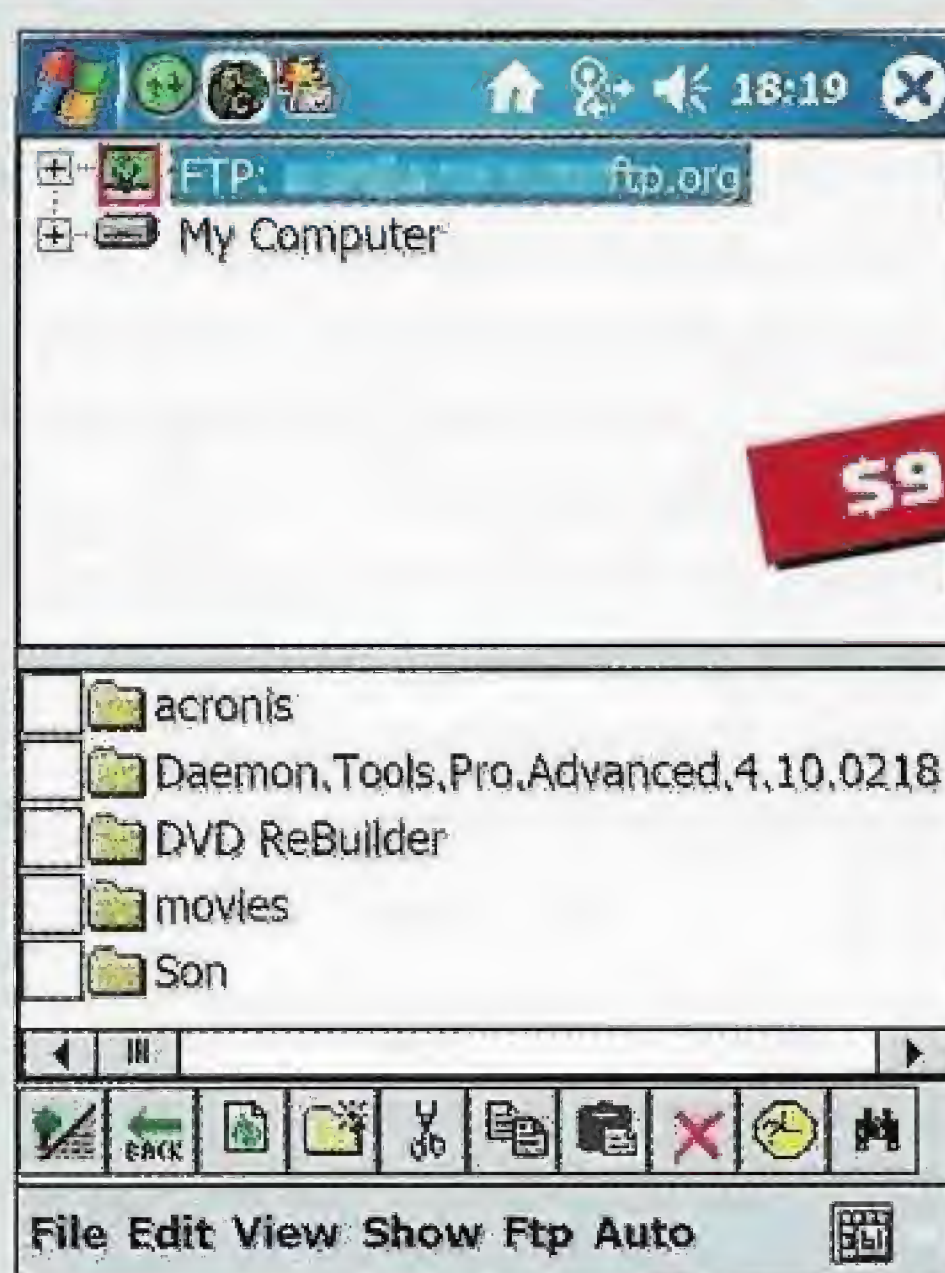 18:19
FTP: ftp.org
My Computer
$9
acronis
Daemon.Tools.Pro.Advanced.4.10.0218
DVD ReBuilder
movies
Son
BACK
File Edit View Show Ftp Auto